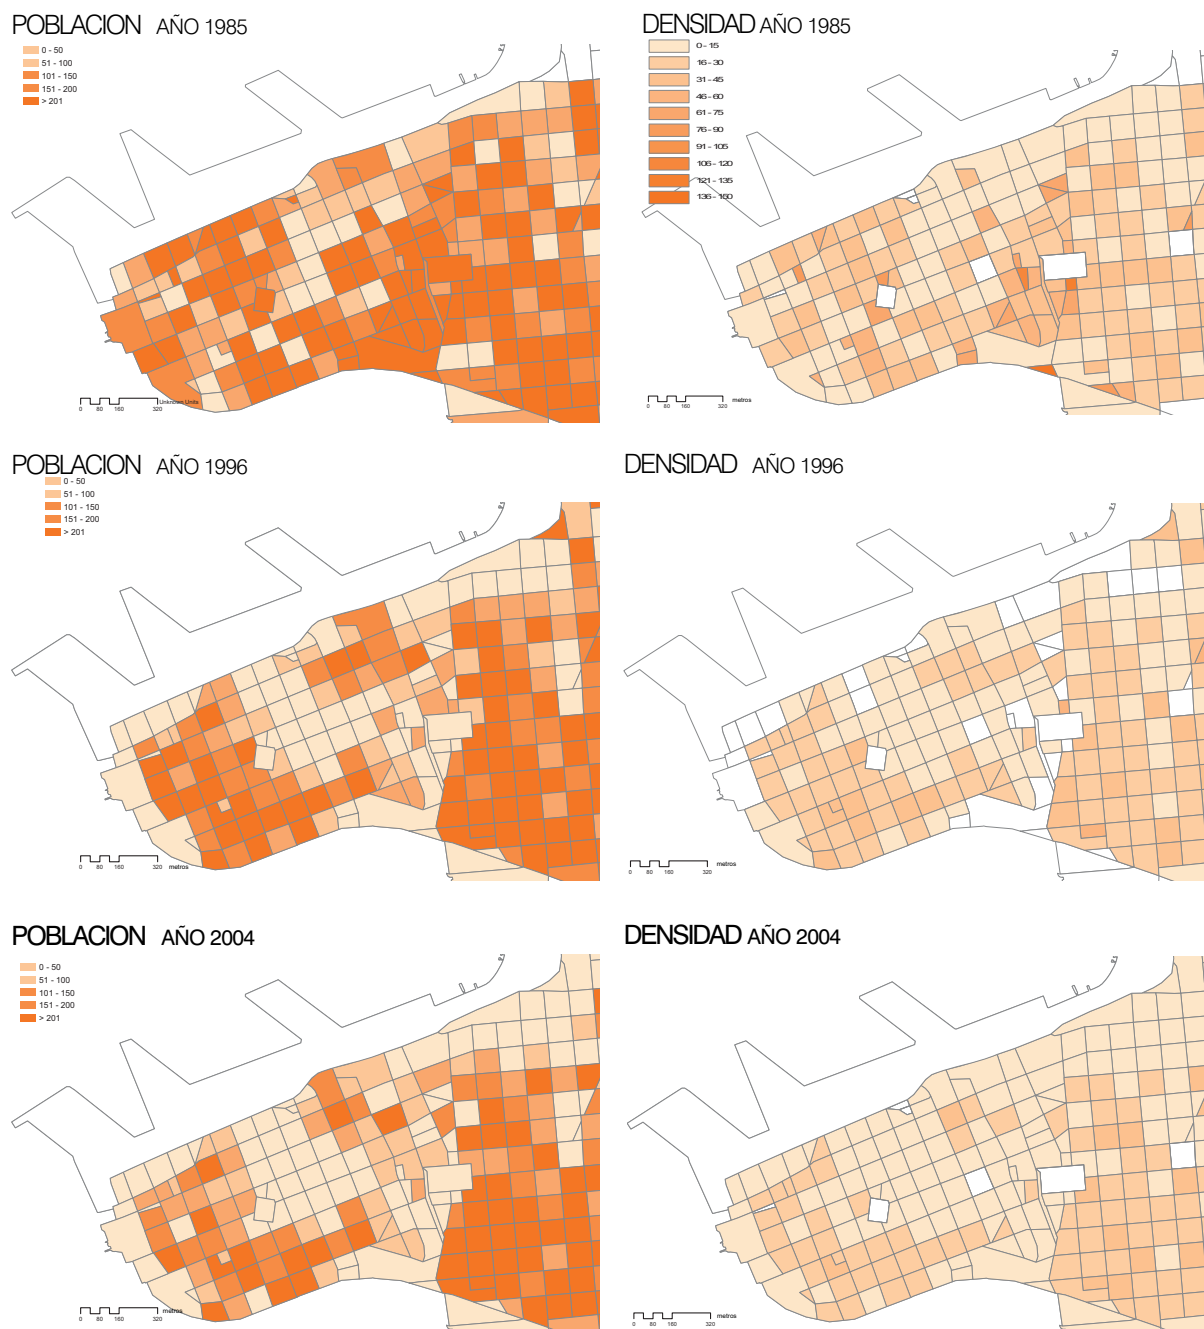 POBLACION AÑO 1985
0 - 50
51 - 100
101 - 150
151 - 200
> 201
Unknown Units
0 80 160 320
DENSIDAD AÑO 1985
0 - 15
16 - 30
31 - 45
46 - 60
61 - 75
76 - 90
91 - 105
106 - 120
121 - 135
136 - 150
metros
0 80 160 320
POBLACION AÑO 1996
0 - 50
51 - 100
101 - 150
151 - 200
> 201
metros
0 80 160 320
DENSIDAD AÑO 1996
metros
0 80 160 320
POBLACION AÑO 2004
0 - 50
51 - 100
101 - 150
151 - 200
> 201
metros
0 80 160 320
DENSIDAD AÑO 2004
metros
0 80 160 320